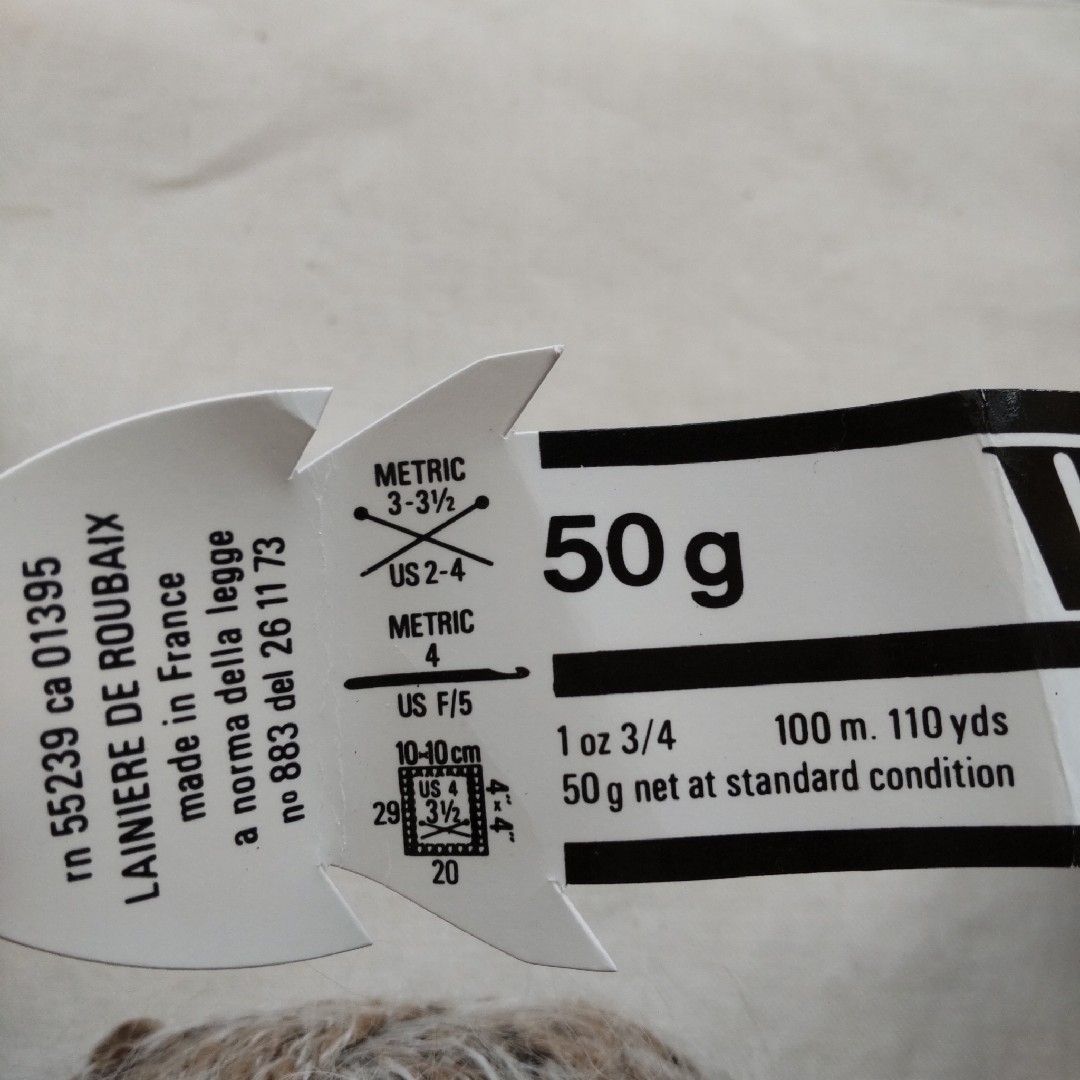 rn 55239 ca 01395
LAINIERE DE ROUBAIX
made in France
a norma della legge
nº 883 del 26 11 73
METRIC
3-3½
US 2-4
METRIC
4
US F/5
10-10 cm
US 4
3½
29
4" x 4"
20
50 g
1 oz 3/4 100 m. 110 yds
50 g net at standard condition